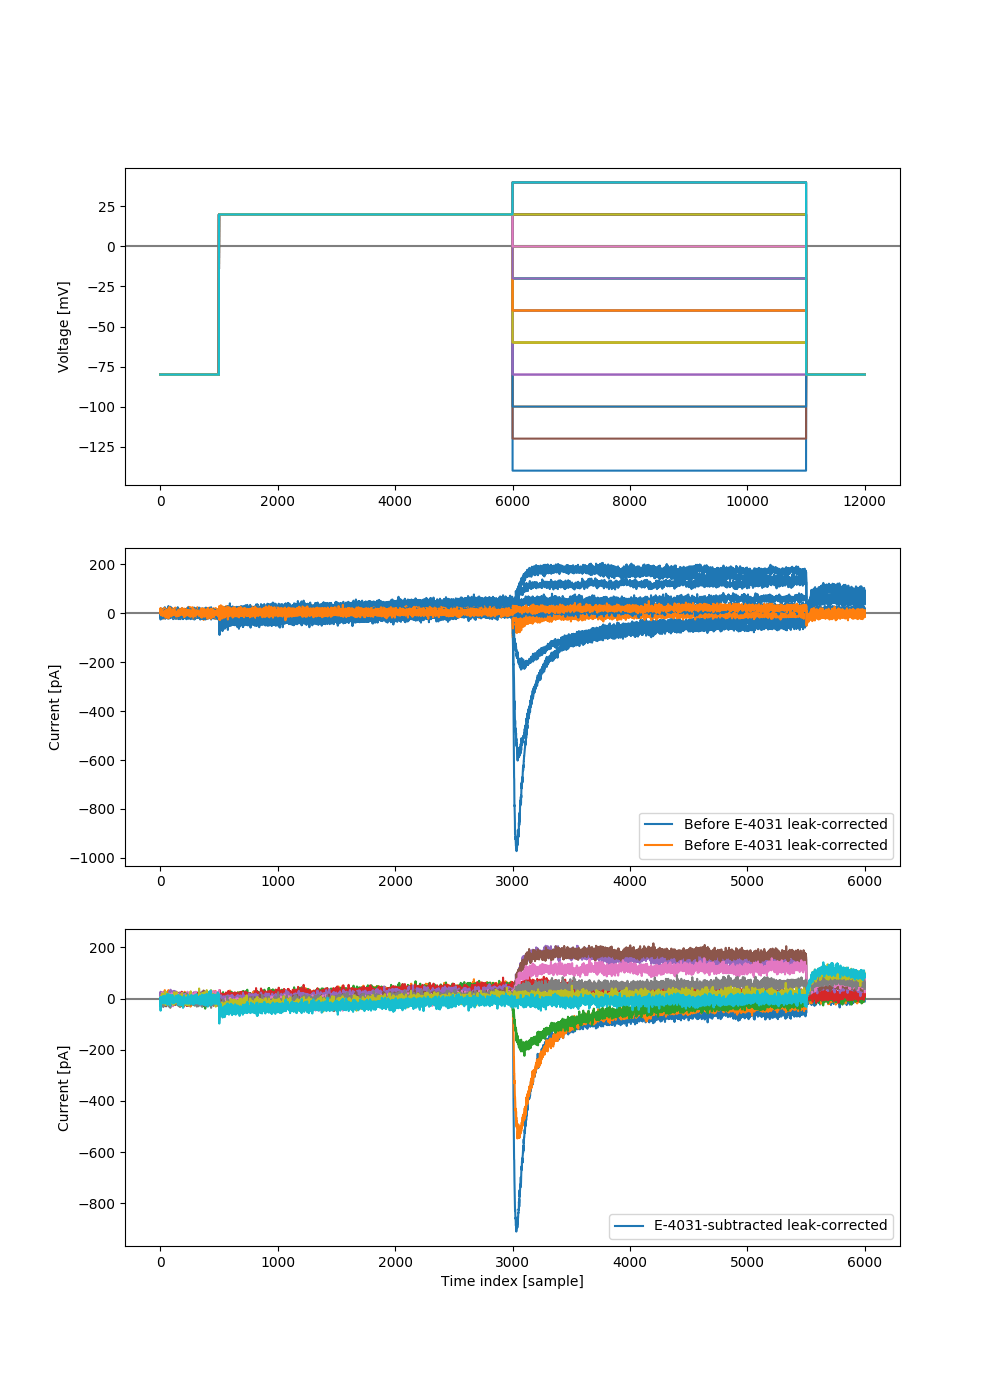 25
0
−25
−50
−75
−100
−125
Voltage [mV]
0 2000 4000 6000 8000 10000 12000
200
0
−200
−400
−600
−800
−1000
Current [pA]
Before E-4031 leak-corrected
Before E-4031 leak-corrected
0 1000 2000 3000 4000 5000 6000
200
0
−200
−400
−600
−800
Current [pA]
E-4031-subtracted leak-corrected
0 1000 2000 3000 4000 5000 6000
Time index [sample]